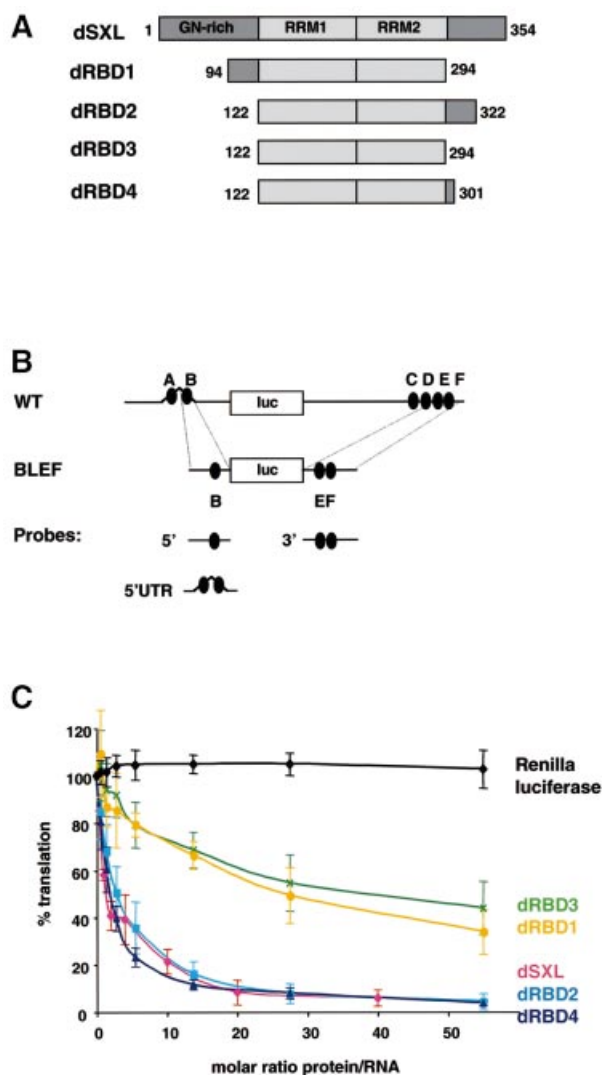 A
dSXL 1 GN-rich RRM1 RRM2 354
dRBD1 94 294
dRBD2 122 322
dRBD3 122 294
dRBD4 122 301
B
A B C D E F
WT luc
BLEF luc
B EF
Probes: 5' 3'
5'UTR
C
120
100
80
60
40
20
0
% translation
0 10 20 30 40 50
molar ratio protein/RNA
Renilla
luciferase
dRBD3
dRBD1
dSXL
dRBD2
dRBD4